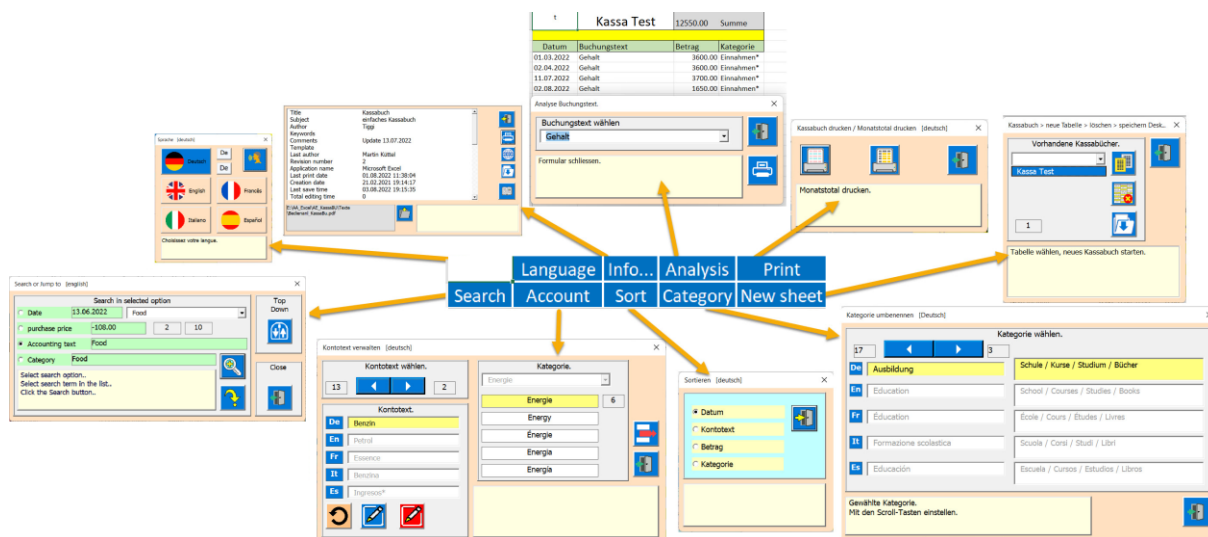 t
Kassa Test
12550.00 Summe
Datum Buchungstext Betrag Kategorie
01.03.2022 Gehalt 3600.00 Einnahmen*
02.04.2022 Gehalt 3600.00 Einnahmen*
11.07.2022 Gehalt 3700.00 Einnahmen*
02.08.2022 Gehalt 1650.00 Einnahmen*
Analyse Buchungstext.
Buchungstext wählen
Gehalt
Formular schliessen.
Title Kassabuch
Subject einfaches Kassabuch
Author Tippi
Keywords
Comments Update 13.07.2022
Template
Last author Martin Köttel
Revision number 2
Application name Microsoft Excel
Last print date 01.08.2022 11:38:04
Creation date 21.02.2021 19:14:17
Last save time 03.08.2022 19:15:35
Total editing time 0
Sprache [deutsch]
Deutsch
De
De
English
Francés
Italiano
Español
Choisissez votre langue.
Kassabuch drucken / Monatstotal drucken [deutsch]
Monatstotal drucken.
Kassabuch > neue Tabelle > löschen > speichern Desk...
Vorhandene Kassabücher.
Kassa Test
1
Tabelle wählen, neues Kassabuch starten.
Language Info... Analysis Print
Search Account Sort Category New sheet
Search or Jump to [english]
Search in selected option
Date 13.06.2022 Food
purchase price -108.00 2 10
Accounting text Food
Category Food
Select search option..
Select search term in the list..
Click the Search button..
Top
Down
Close
Kontotext verwalten [deutsch]
Kontotext wählen.
13 2
Kontotext.
De Benzin
En Petrol
Fr Essence
It Benzina
Es Ingresos*
Kategorie.
Energie
Energie 6
Energy
Énergie
Energia
Energía
Sortieren [deutsch]
Datum
Kontotext
Betrag
Kategorie
Kategorie umbenennen [Deutsch]
Kategorie wählen.
17 3
De Ausbildung Schule / Kurse / Studium / Bücher
En Education School / Courses / Studies / Books
Fr Éducation École / Cours / Études / Livres
It Formazione scolastica Scuola / Corsi / Studi / Libri
Es Educación Escuela / Cursos / Estudios / Libros
Gewählte Kategorie.
Mit den Scroll-Tasten einstellen.